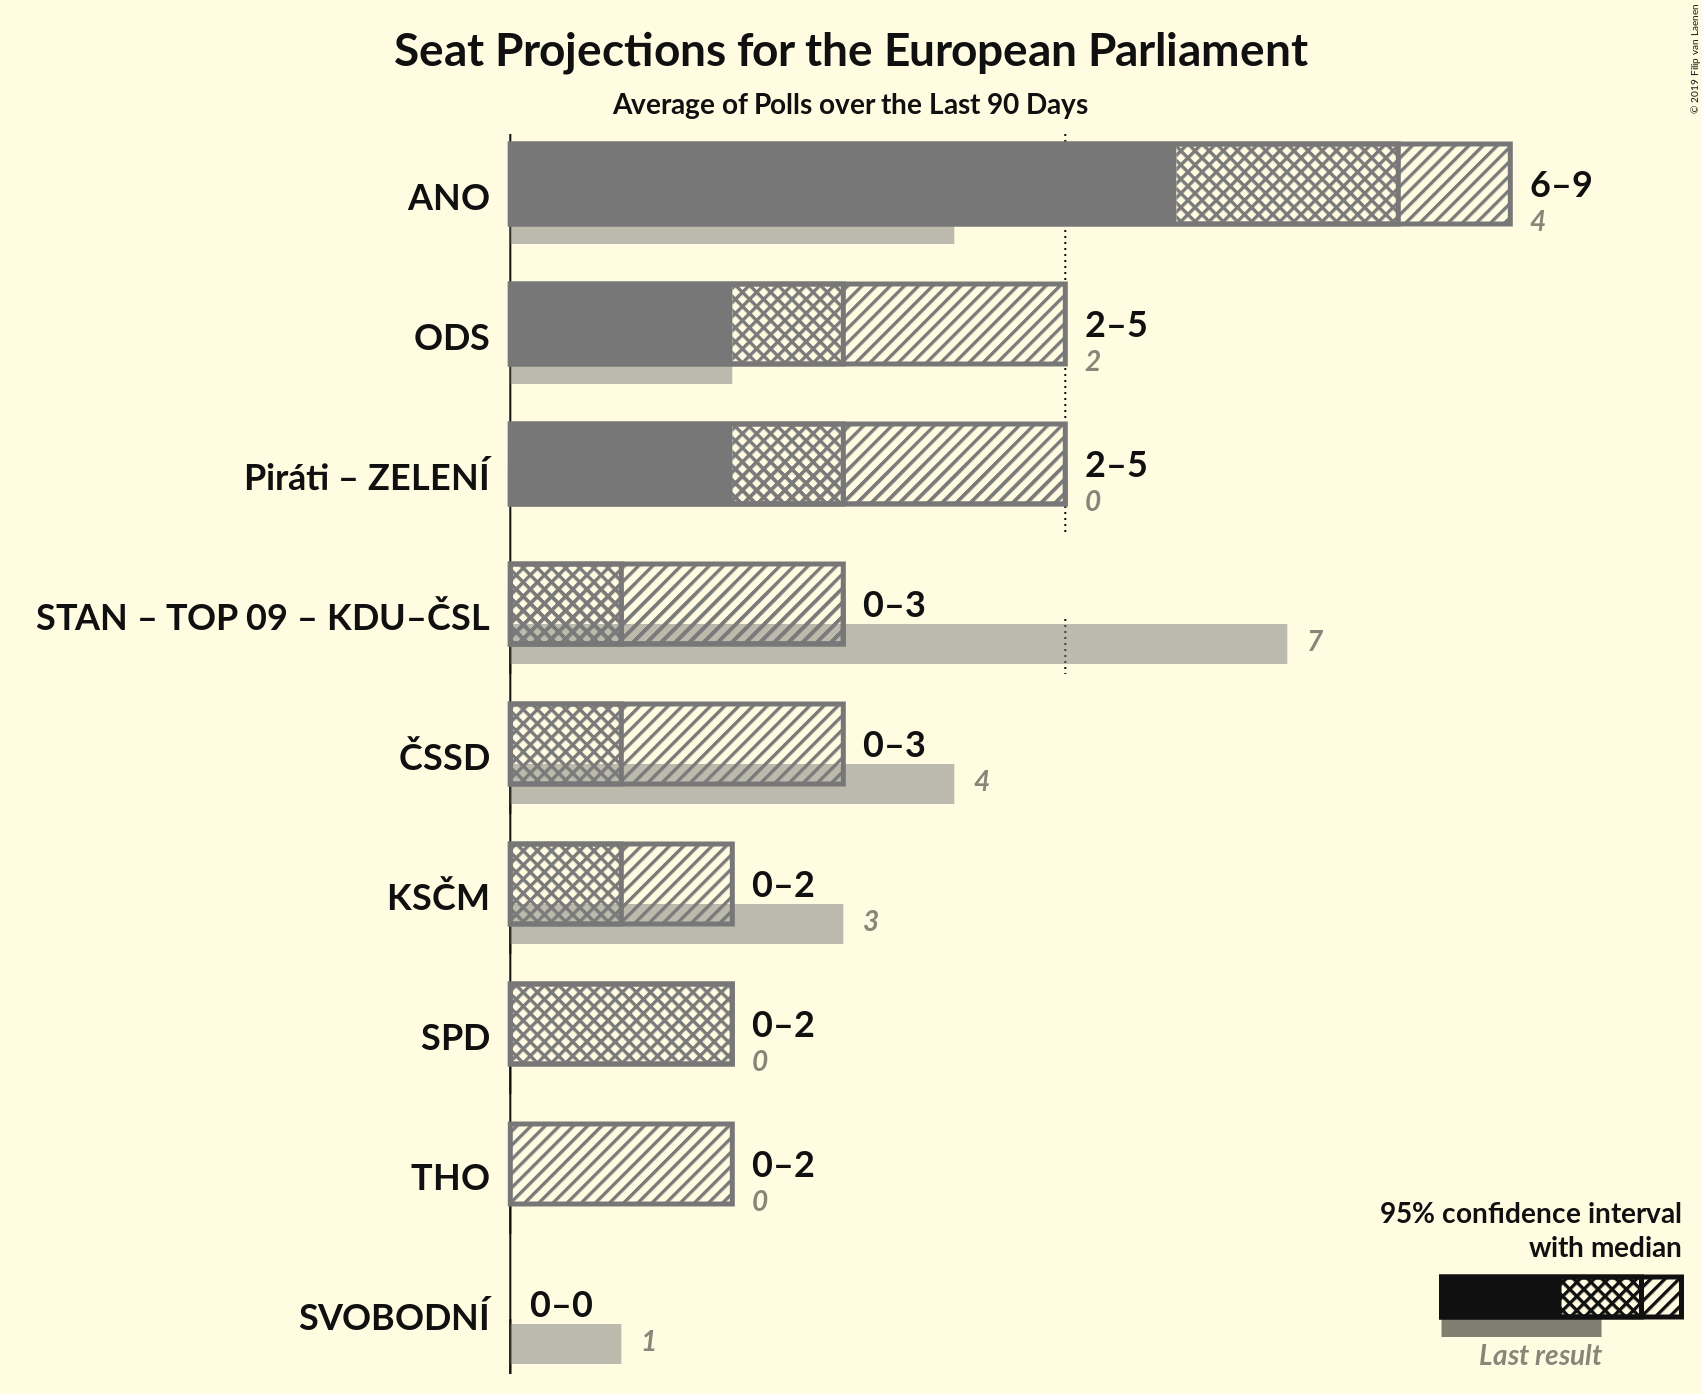 Seat Projections for the European Parliament
Average of Polls over the Last 90 Days
© 2019 Filip van Laenen
ANO
6–9
4
ODS
2–5
2
Piráti – ZELENÍ
2–5
0
STAN – TOP 09 – KDU–ČSL
0–3
7
ČSSD
0–3
4
KSČM
0–2
3
SPD
0–2
0
THO
0–2
0
SVOBODNÍ
0–0
1
95% confidence interval
with median
Last result